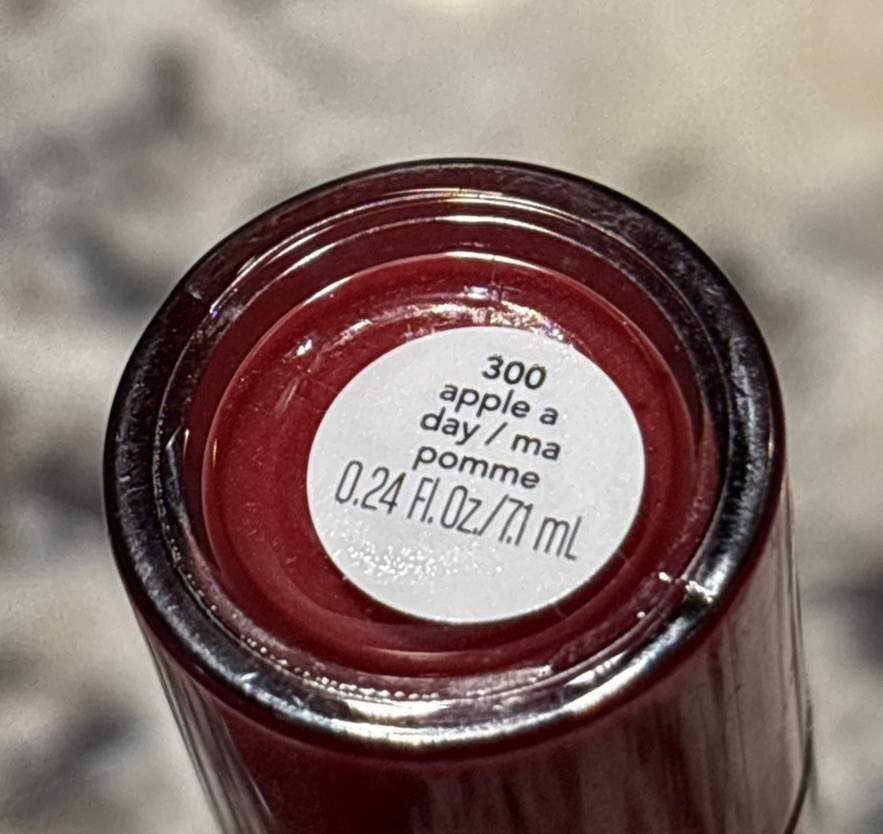 300
apple a
day / ma
pomme
0.24 Fl. Oz./7.1 mL